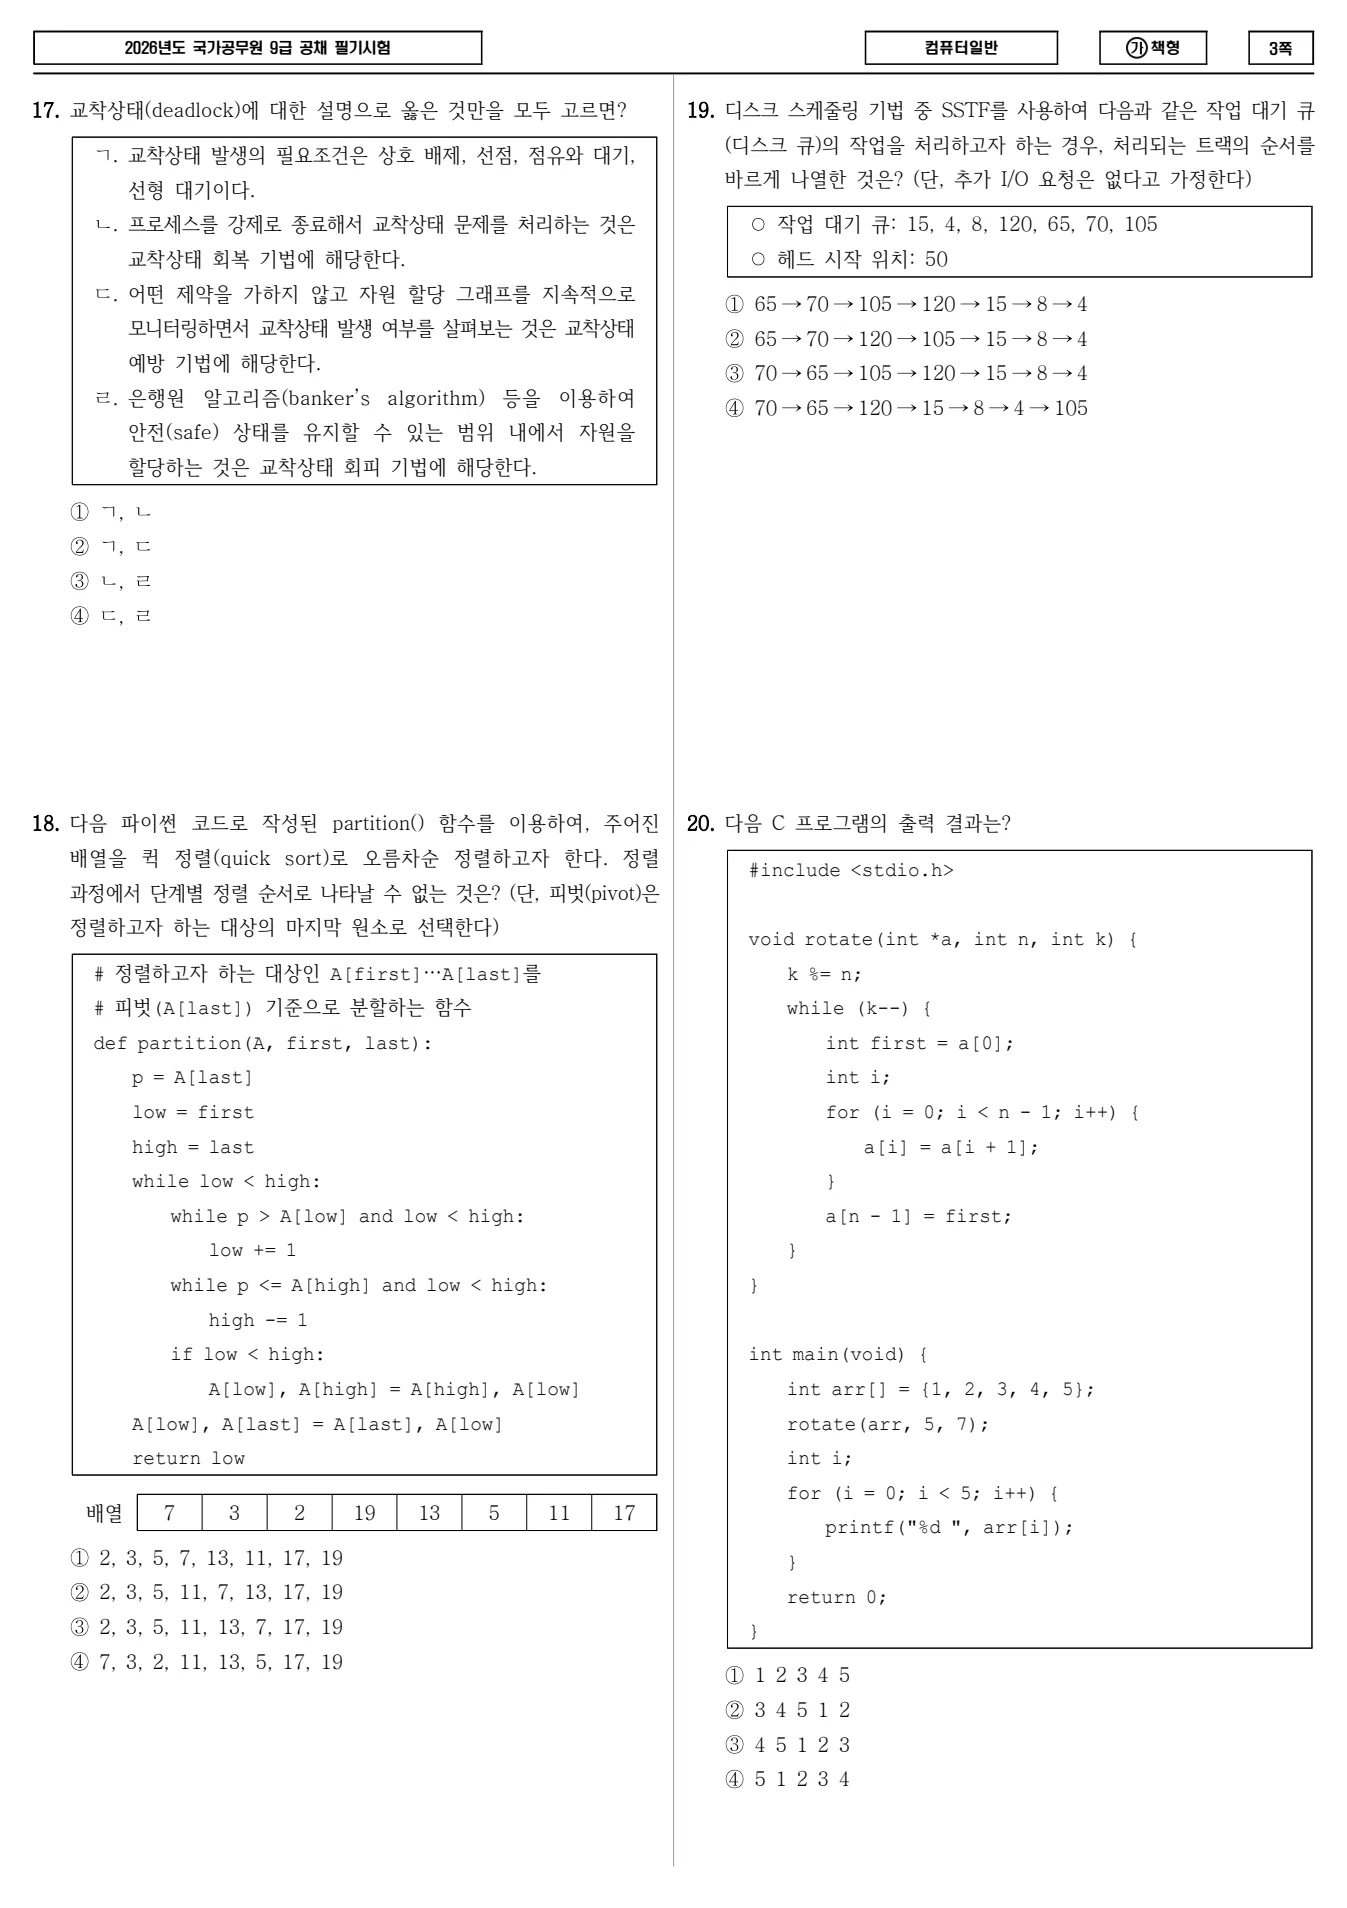 2026년도 국가공무원 9급 공채 필기시험
컴퓨터일반
㉮책형
3쪽
17. 교착상태(deadlock)에 대한 설명으로 옳은 것만을 모두 고르면?
ㄱ. 교착상태 발생의 필요조건은 상호 배제, 선점, 점유와 대기,
선형 대기이다.
ㄴ. 프로세스를 강제로 종료해서 교착상태 문제를 처리하는 것은
교착상태 회복 기법에 해당한다.
ㄷ. 어떤 제약을 가하지 않고 자원 할당 그래프를 지속적으로
모니터링하면서 교착상태 발생 여부를 살펴보는 것은 교착상태
예방 기법에 해당한다.
ㄹ. 은행원 알고리즘(banker's algorithm) 등을 이용하여
안전(safe) 상태를 유지할 수 있는 범위 내에서 자원을
할당하는 것은 교착상태 회피 기법에 해당한다.
① ㄱ, ㄴ
② ㄱ, ㄷ
③ ㄴ, ㄹ
④ ㄷ, ㄹ
18. 다음 파이썬 코드로 작성된 partition() 함수를 이용하여, 주어진
배열을 퀵 정렬(quick sort)로 오름차순 정렬하고자 한다. 정렬
과정에서 단계별 정렬 순서로 나타날 수 없는 것은? (단, 피벗(pivot)은
정렬하고자 하는 대상의 마지막 원소로 선택한다)
# 정렬하고자 하는 대상인 A[first]…A[last]를
# 피벗(A[last]) 기준으로 분할하는 함수
def partition(A, first, last):
p = A[last]
low = first
high = last
while low < high:
while p > A[low] and low < high:
low += 1
while p <= A[high] and low < high:
high -= 1
if low < high:
A[low], A[high] = A[high], A[low]
A[low], A[last] = A[last], A[low]
return low
배열 7 3 2 19 13 5 11 17
① 2, 3, 5, 7, 13, 11, 17, 19
② 2, 3, 5, 11, 7, 13, 17, 19
③ 2, 3, 5, 11, 13, 7, 17, 19
④ 7, 3, 2, 11, 13, 5, 17, 19
19. 디스크 스케줄링 기법 중 SSTF를 사용하여 다음과 같은 작업 대기 큐
(디스크 큐)의 작업을 처리하고자 하는 경우, 처리되는 트랙의 순서를
바르게 나열한 것은? (단, 추가 I/O 요청은 없다고 가정한다)
○ 작업 대기 큐: 15, 4, 8, 120, 65, 70, 105
○ 헤드 시작 위치: 50
① 65→70→105→120→15→8→4
② 65→70→120→105→15→8→4
③ 70→65→105→120→15→8→4
④ 70→65→120→15→8→4→105
20. 다음 C 프로그램의 출력 결과는?
#include <stdio.h>
void rotate(int *a, int n, int k) {
k %= n;
while (k--) {
int first = a[0];
int i;
for (i = 0; i < n - 1; i++) {
a[i] = a[i + 1];
}
a[n - 1] = first;
}
}
int main(void) {
int arr[] = {1, 2, 3, 4, 5};
rotate(arr, 5, 7);
int i;
for (i = 0; i < 5; i++) {
printf("%d ", arr[i]);
}
return 0;
}
① 1 2 3 4 5
② 3 4 5 1 2
③ 4 5 1 2 3
④ 5 1 2 3 4